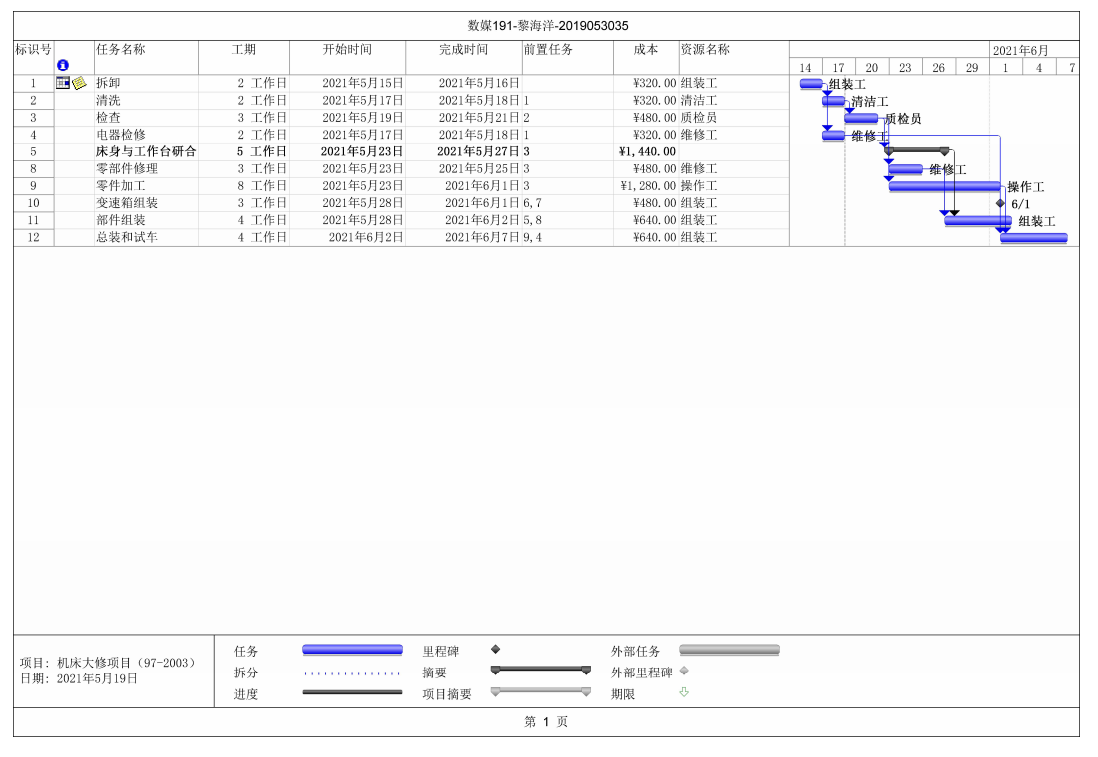 数媒191-黎海洋-2019053035
标识号 任务名称 工期 开始时间 完成时间 前置任务 成本 资源名称 2021年6月
14 17 20 23 26 29 1 4 7
1 拆卸 2 工作日 2021年5月15日 2021年5月16日 ¥320.00 组装工 组装工
2 清洗 2 工作日 2021年5月17日 2021年5月18日 1 ¥320.00 清洁工 清洁工
3 检查 3 工作日 2021年5月19日 2021年5月21日 2 ¥480.00 质检员 质检员
4 电器检修 2 工作日 2021年5月17日 2021年5月18日 1 ¥320.00 维修工 维修工
5 床身与工作台研合 5 工作日 2021年5月23日 2021年5月27日 3 ¥1,440.00
8 零部件修理 3 工作日 2021年5月23日 2021年5月25日 3 ¥480.00 维修工 维修工
9 零件加工 8 工作日 2021年5月23日 2021年6月1日 3 ¥1,280.00 操作工 操作工
10 变速箱组装 3 工作日 2021年5月28日 2021年6月1日 6,7 ¥480.00 组装工 6/1
11 部件组装 4 工作日 2021年5月28日 2021年6月2日 5,8 ¥640.00 组装工 组装工
12 总装和试车 4 工作日 2021年6月2日 2021年6月7日 9,4 ¥640.00 组装工
项目: 机床大修项目（97-2003）
日期: 2021年5月19日
任务 里程碑 外部任务
拆分 摘要 外部里程碑
进度 项目摘要 期限
第 1 页